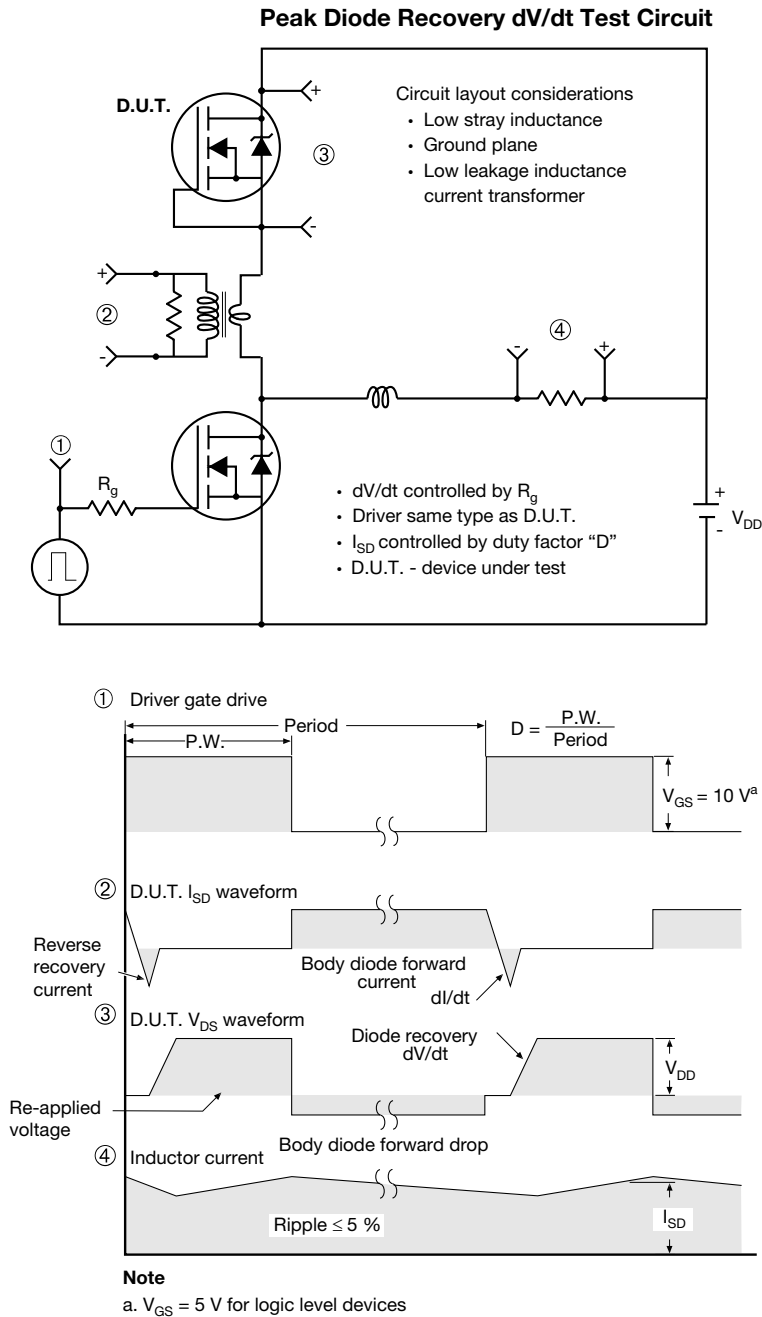 Peak Diode Recovery dV/dt Test Circuit
D.U.T.
+
Circuit layout considerations
• Low stray inductance
• Ground plane
• Low leakage inductance
current transformer
③
-
+
②
-
④
-
+
①
Rg
• dV/dt controlled by Rg
• Driver same type as D.U.T.
• ISD controlled by duty factor “D”
• D.U.T. - device under test
+
VDD
-
① Driver gate drive
Period
P.W.
D = P.W.
Period
VGS = 10 Va
② D.U.T. ISD waveform
Reverse
recovery
current
Body diode forward
current
dI/dt
③ D.U.T. VDS waveform
Diode recovery
dV/dt
VDD
Re-applied
voltage
Body diode forward drop
④ Inductor current
Ripple ≤ 5 %
ISD
Note
a. VGS = 5 V for logic level devices